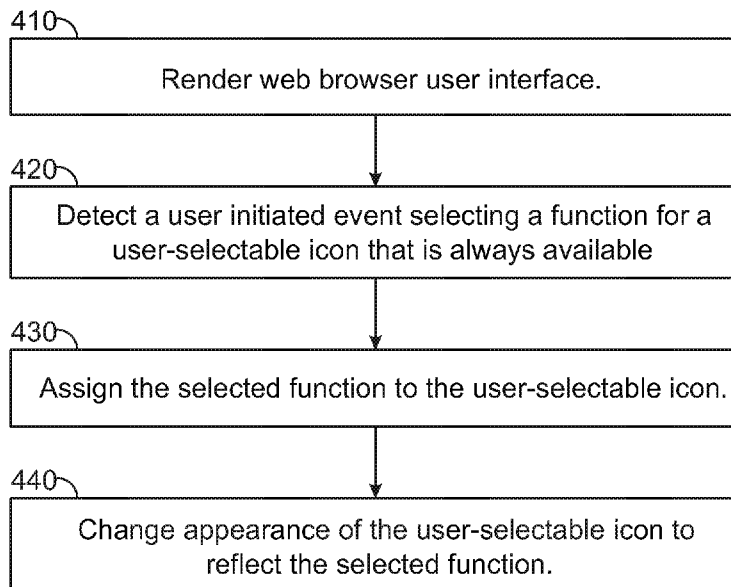 410
Render web browser user interface.
420
Detect a user initiated event selecting a function for a
user-selectable icon that is always available
430
Assign the selected function to the user-selectable icon.
440
Change appearance of the user-selectable icon to
reflect the selected function.